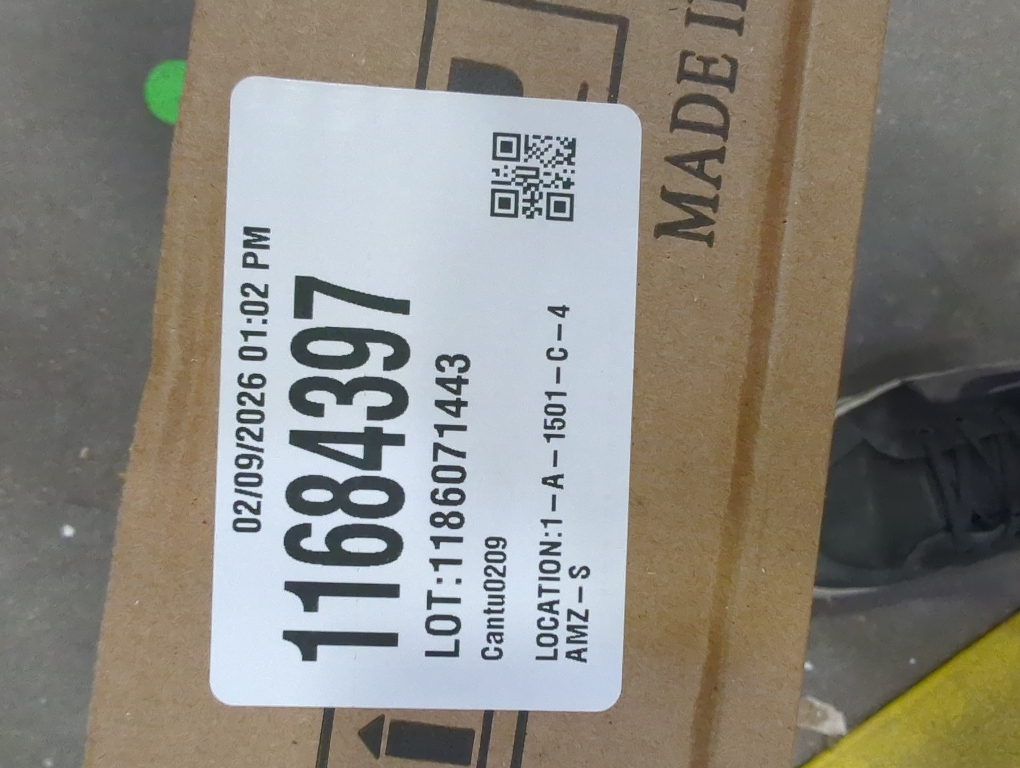 02/09/2026 01:02 PM
11684397
LOT:1186071443
Cantu0209
LOCATION:1-A-1501-C-4
AMZ-S
MADE